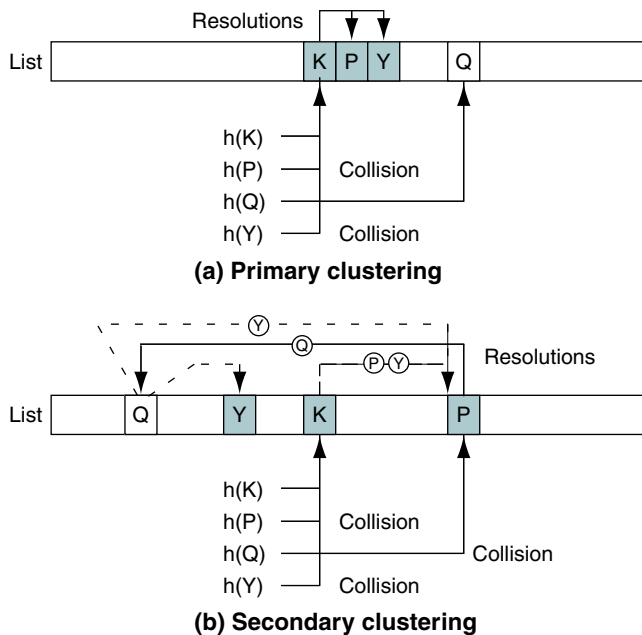 Resolutions
List K P Y Q
h(K)
h(P) Collision
h(Q)
h(Y) Collision
(a) Primary clustering
Y
Q
P Y Resolutions
List Q Y K P
h(K)
h(P) Collision
h(Q) Collision
h(Y) Collision
(b) Secondary clustering